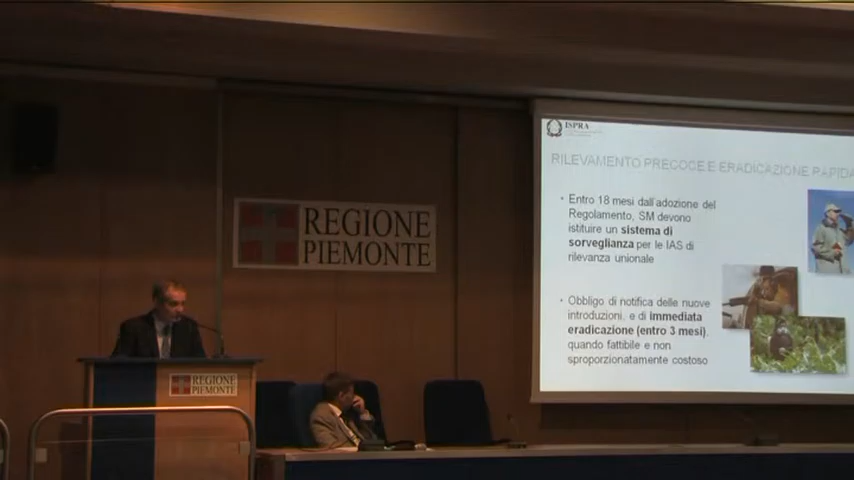 ISPRA
RILEVAMENTO PRECOCE E ERADICAZIONE RAPIDA
• Entro 18 mesi dall'adozione del
Regolamento, SM devono
istituire un sistema di
sorveglianza per le IAS di
rilevanza unionale
• Obbligo di notifica delle nuove
introduzioni, e di immediata
eradicazione (entro 3 mesi),
quando fattibile e non
sproporzionatamente costoso
REGIONE
PIEMONTE
REGIONE
PIEMONTE